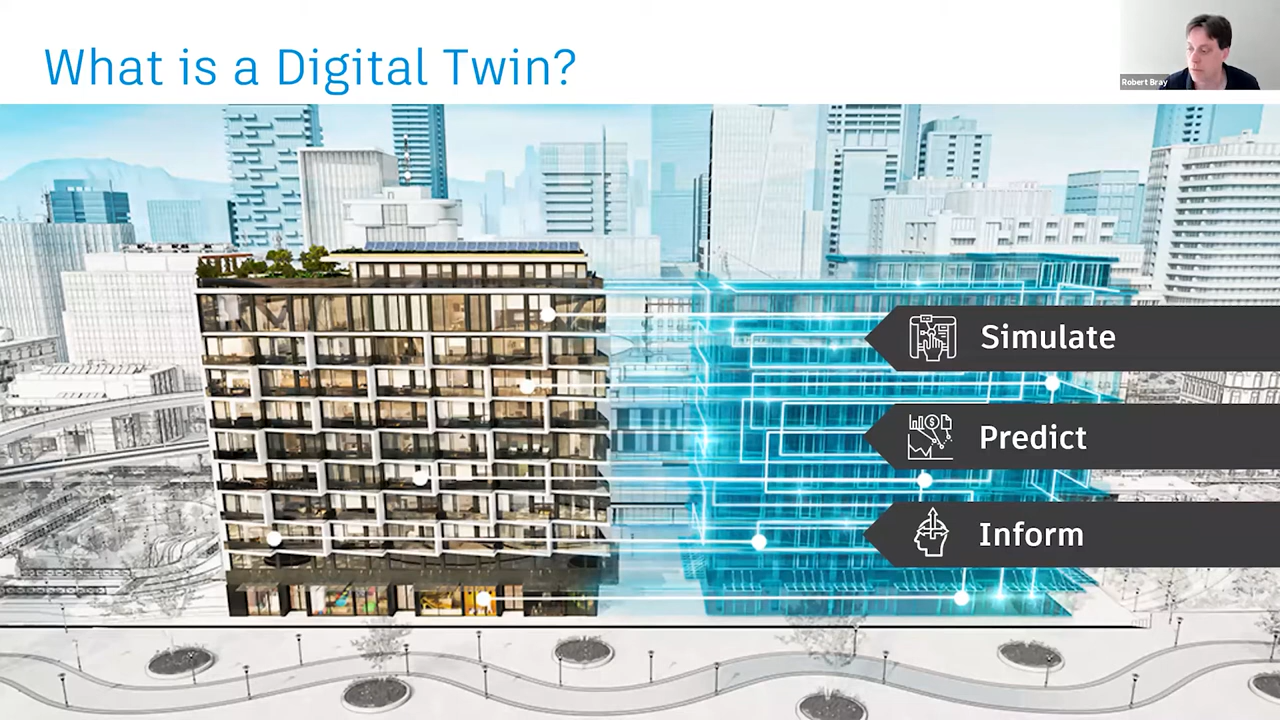 What is a Digital Twin?
Robert Bray
Simulate
Predict
Inform